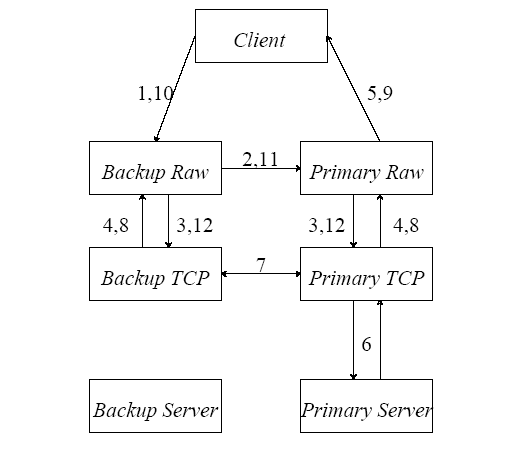 Client
1,10
5,9
Backup Raw
2,11
Primary Raw
4,8
3,12
3,12
4,8
Backup TCP
7
Primary TCP
6
Backup Server
Primary Server